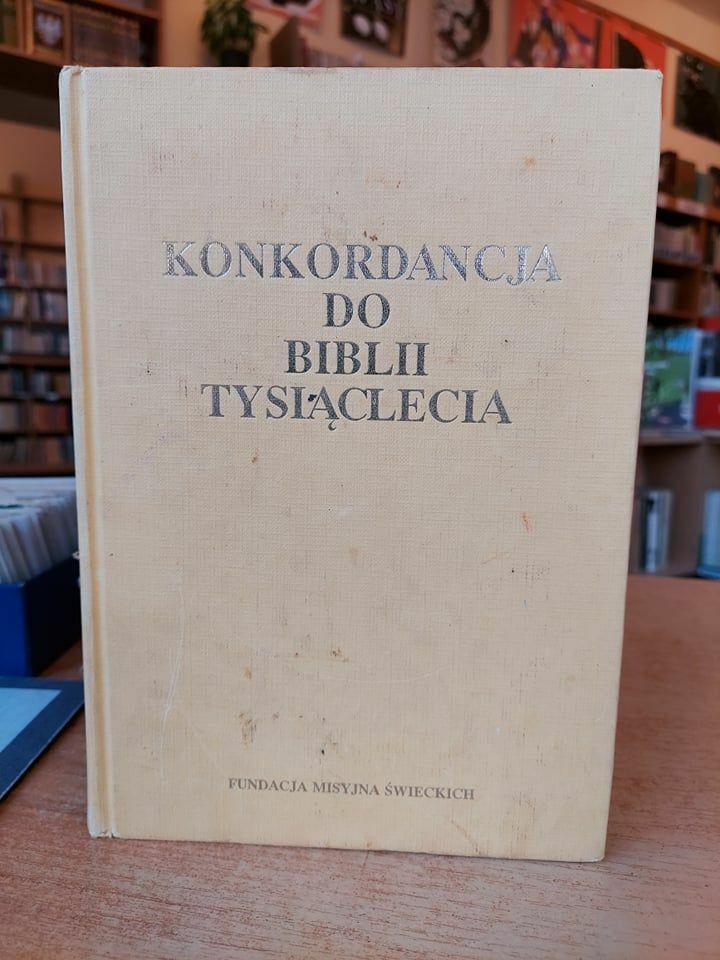 KONKORDANCJA
DO
BIBLII
TYSIĄCLECIA
FUNDACJA MISYJNA ŚWIECKICH